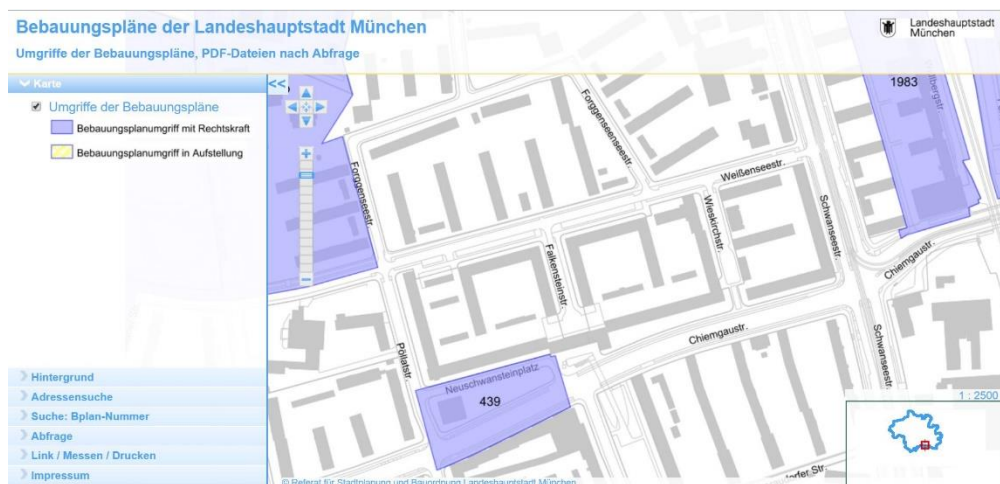 Bebauungspläne der Landeshauptstadt München
Umgriffe der Bebauungspläne, PDF-Dateien nach Abfrage
Landeshauptstadt
München
Karte
<<
Umgriffe der Bebauungspläne
Bebauungsplanumgriff mit Rechtskraft
Bebauungsplanumgriff in Aufstellung
Hintergrund
Adressensuche
Suche: Bplan-Nummer
Abfrage
Link / Messen / Drucken
Impressum
1983
Forggenseestr.
Forggenseestr.
Weißenseestr.
Wieskirchstr.
Schwanseestr.
Chiemgaustr.
Falkensteinstr.
Chiemgaustr.
Schwanseestr.
Pöllatstr.
Neuschwansteinplatz
439
1 : 2500
© Referat für Stadtplanung und Bauordnung Landeshauptstadt München